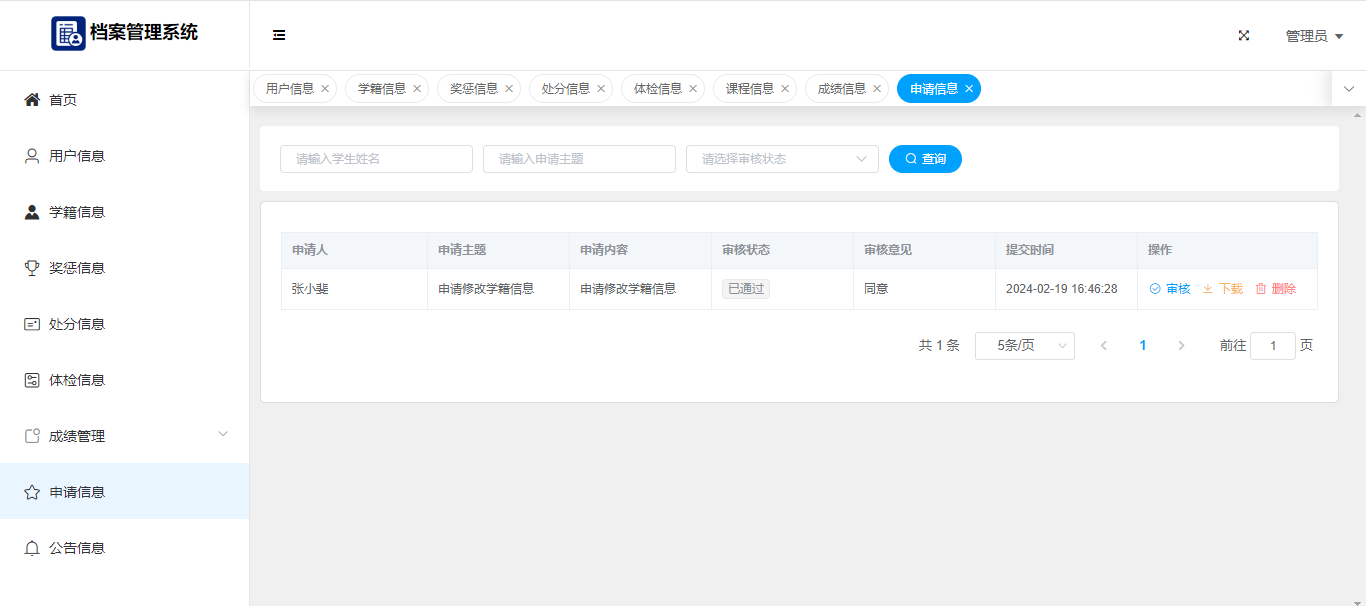 档案管理系统
管理员
首页
用户信息
学籍信息
奖惩信息
处分信息
体检信息
成绩管理
申请信息
公告信息
用户信息 学籍信息 奖惩信息 处分信息 体检信息 课程信息 成绩信息 申请信息
请输入学生姓名 请输入申请主题 请选择审核状态 查询
申请人 申请主题 申请内容 审核状态 审核意见 提交时间 操作
张小斐 申请修改学籍信息 申请修改学籍信息 已通过 同意 2024-02-19 16:46:28 审核 下载 删除
共 1 条 5条/页 1 前往 1 页